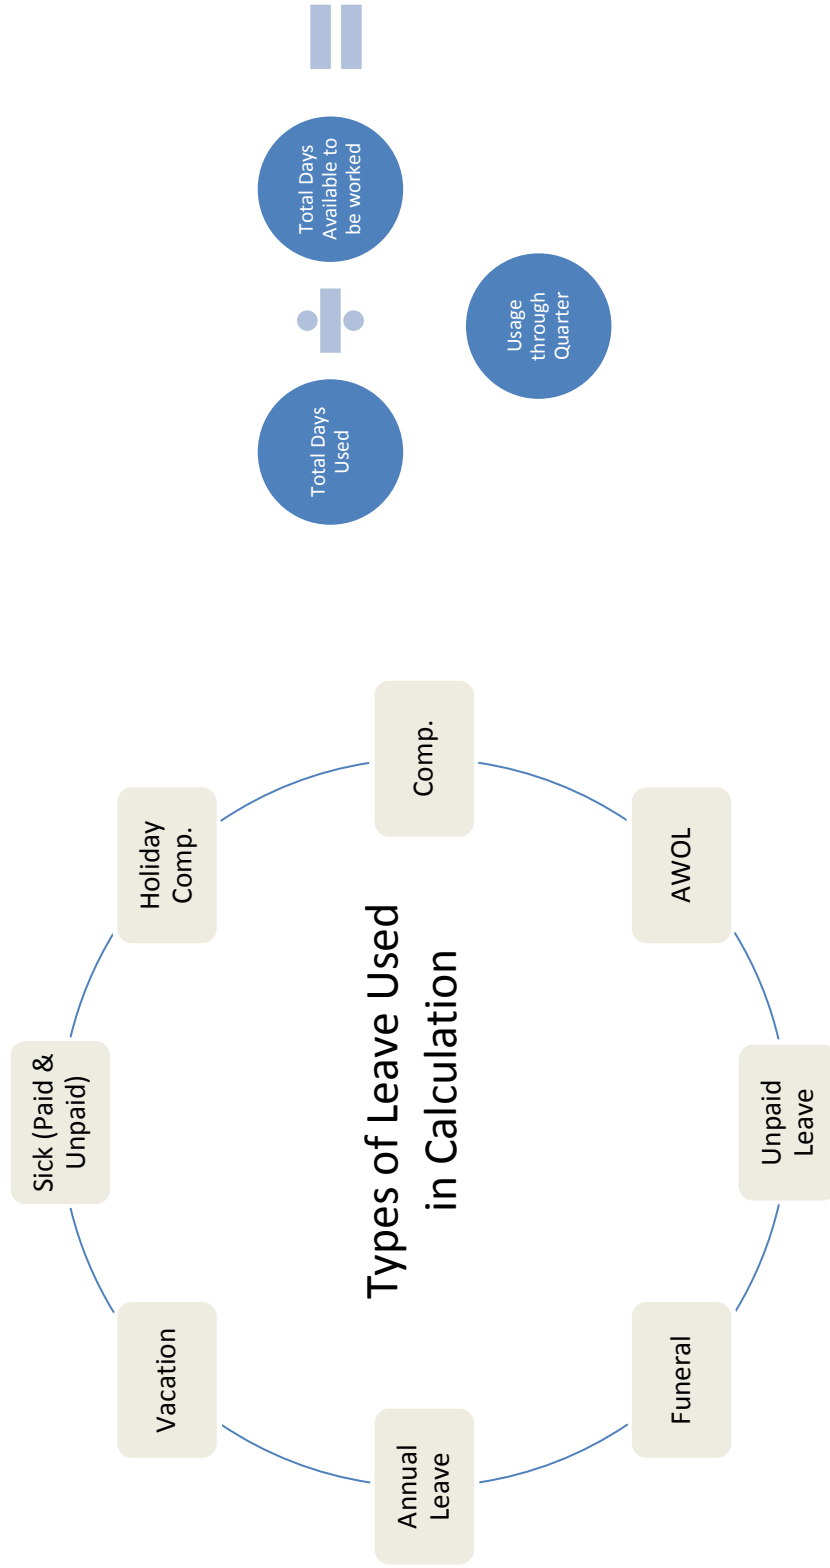 Types of Leave Used
in Calculation
Sick (Paid &
Unpaid)
Holiday
Comp.
Comp.
AWOL
Unpaid
Leave
Funeral
Annual
Leave
Vacation
Total Days
Used
÷
Total Days
Available to
be worked
=
Usage
through
Quarter